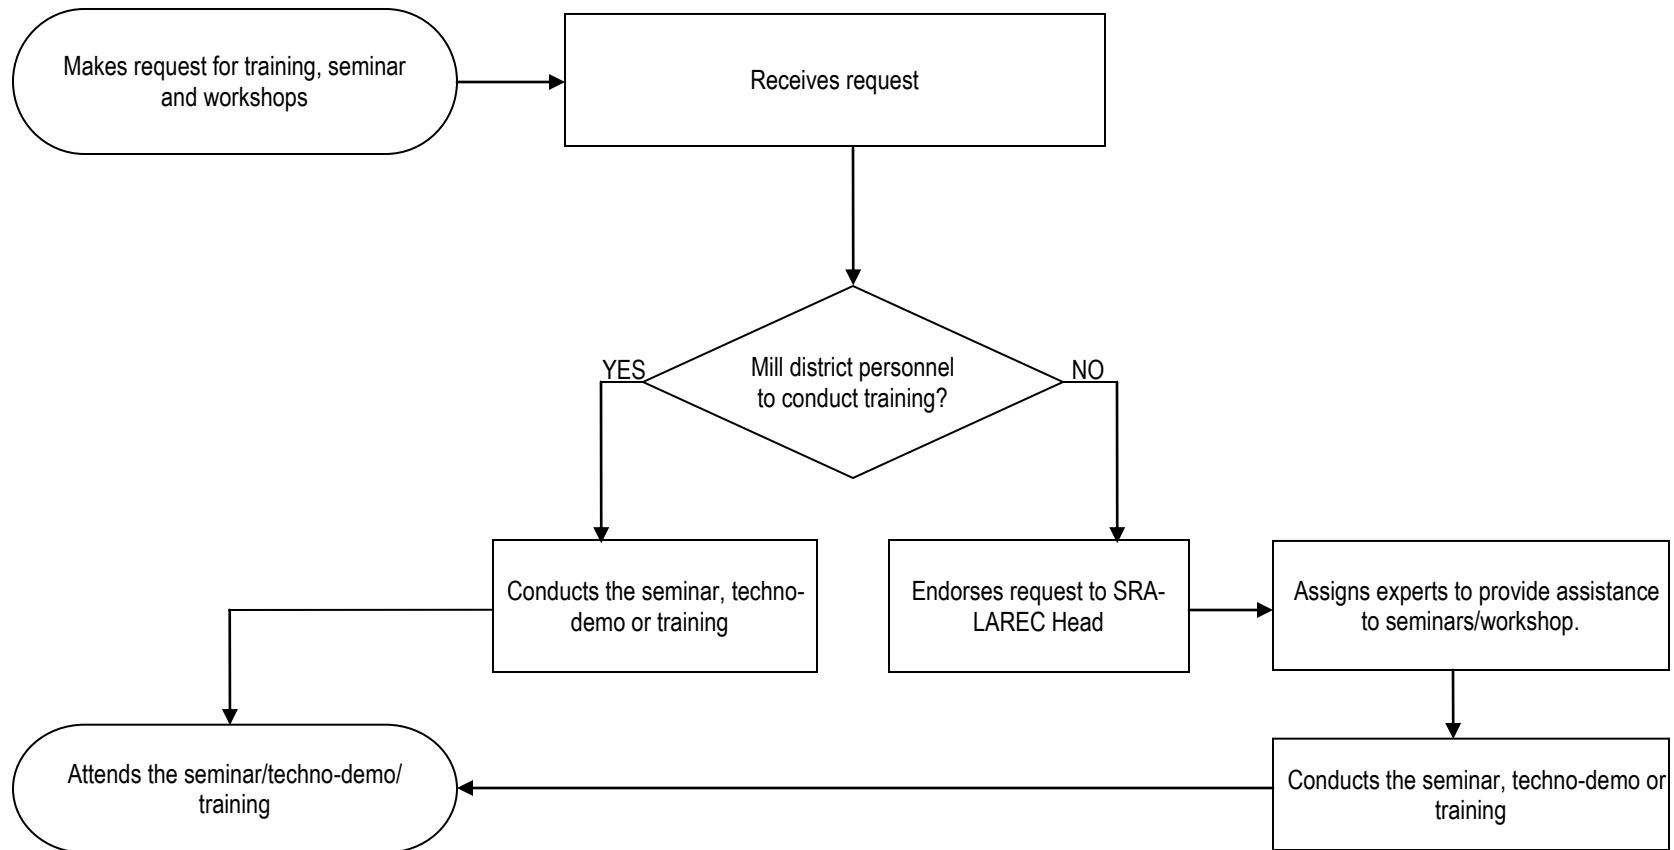 Makes request for training, seminar
and workshops
Receives request
YES
Mill district personnel
to conduct training?
NO
Conducts the seminar, techno-
demo or training
Endorses request to SRA-
LAREC Head
Assigns experts to provide assistance
to seminars/workshop.
Attends the seminar/techno-demo/
training
Conducts the seminar, techno-demo or
training